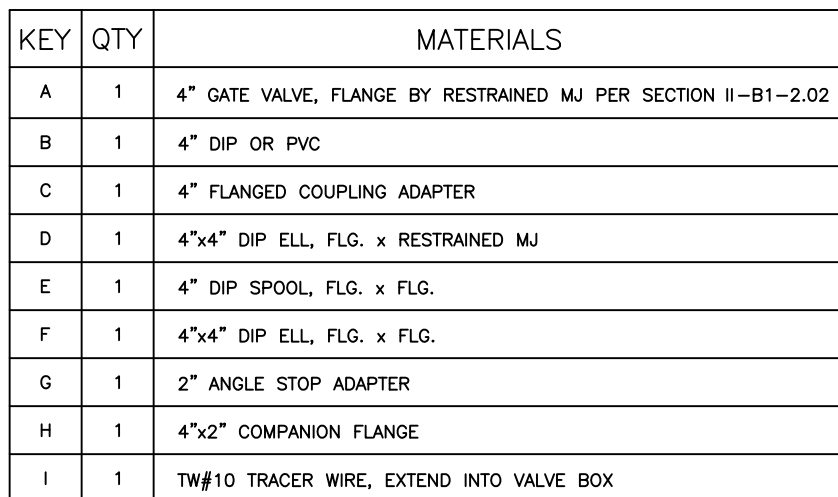 KEY QTY MATERIALS
A 1 4" GATE VALVE, FLANGE BY RESTRAINED MJ PER SECTION II-B1-2.02
B 1 4" DIP OR PVC
C 1 4" FLANGED COUPLING ADAPTER
D 1 4"x4" DIP ELL, FLG. x RESTRAINED MJ
E 1 4" DIP SPOOL, FLG. x FLG.
F 1 4"x4" DIP ELL, FLG. x FLG.
G 1 2" ANGLE STOP ADAPTER
H 1 4"x2" COMPANION FLANGE
I 1 TW#10 TRACER WIRE, EXTEND INTO VALVE BOX